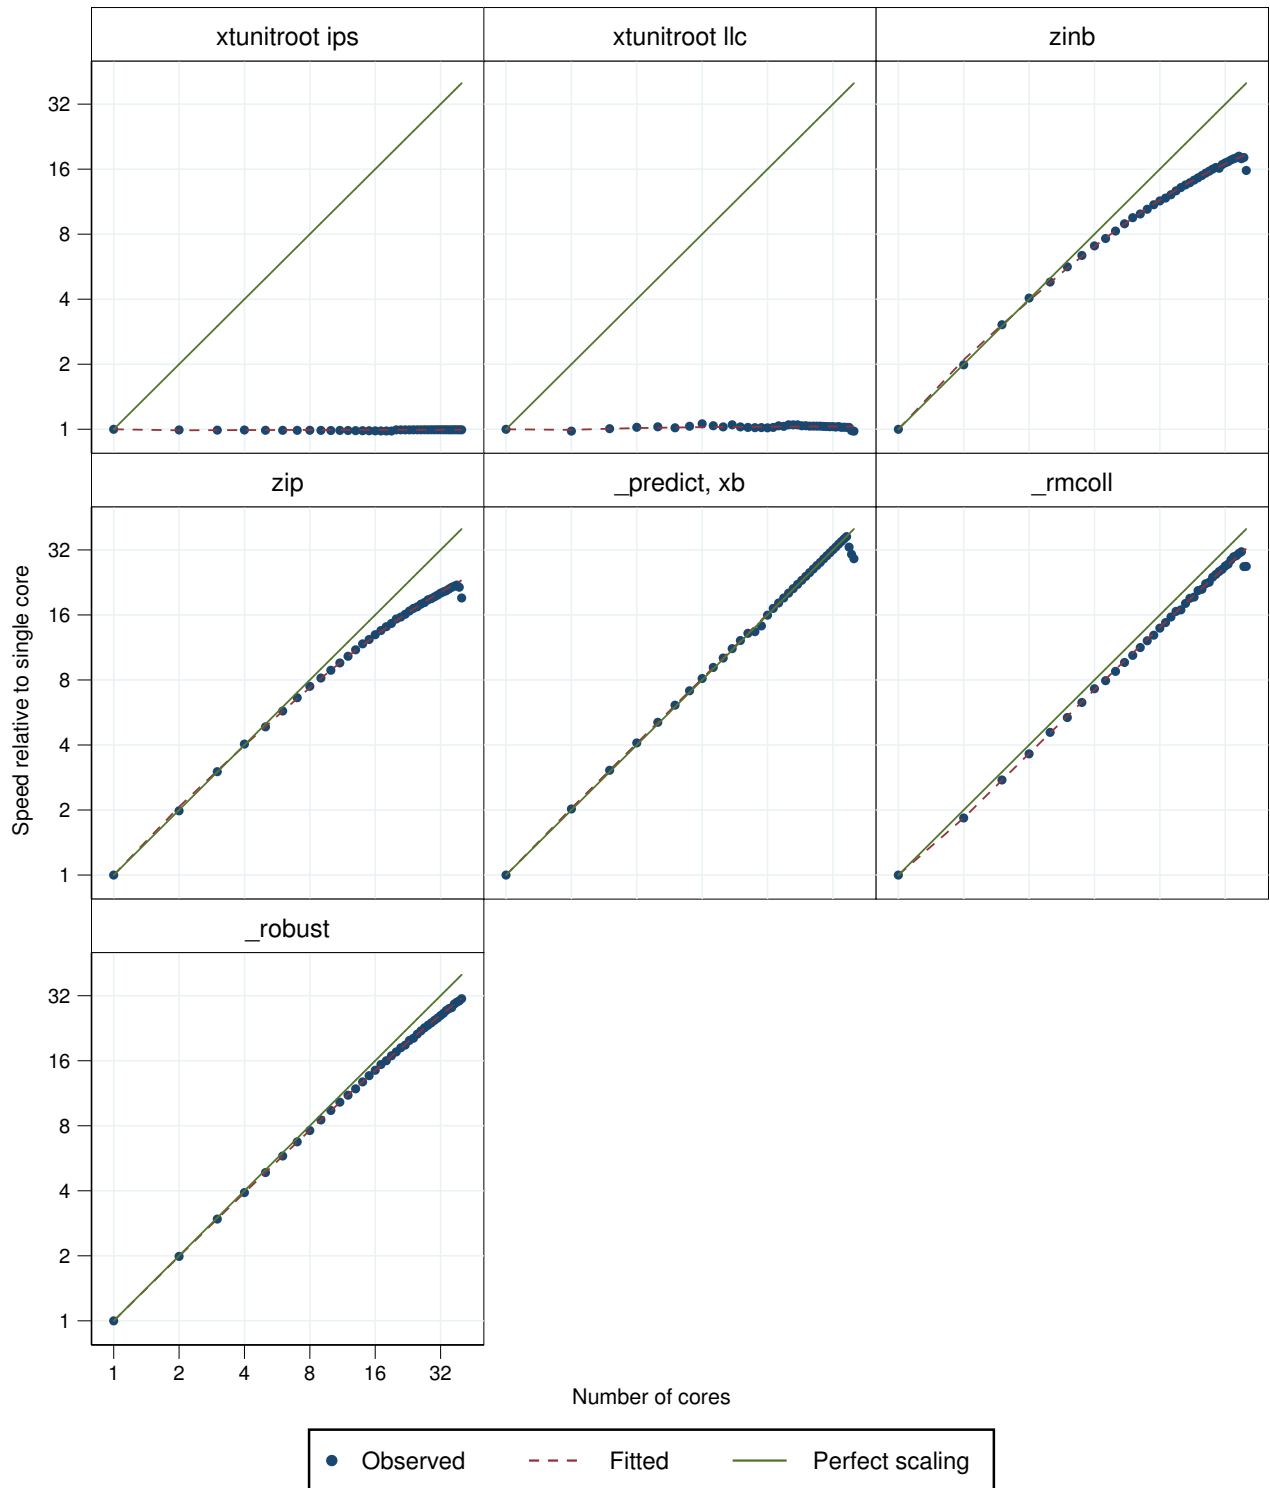 xtunitroot ips
xtunitroot llc
zinb
32
16
8
4
2
1
zip
_predict, xb
_rmcoll
32
16
8
4
2
1
Speed relative to single core
_robust
32
16
8
4
2
1
1 2 4 8 16 32
Number of cores
Observed Fitted Perfect scaling